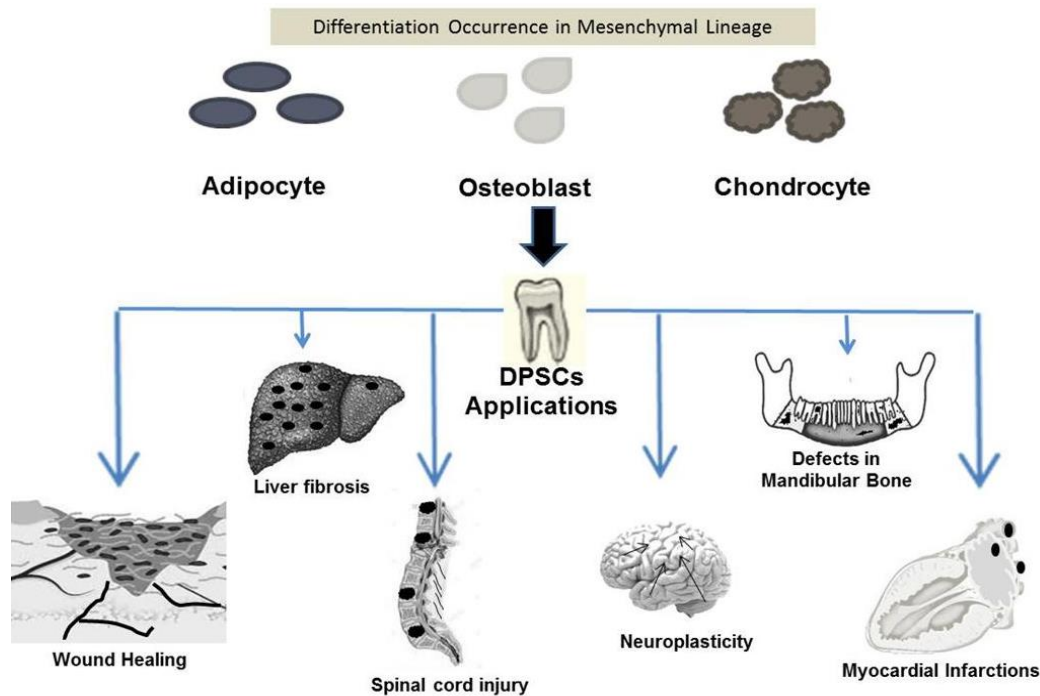 Differentiation Occurrence in Mesenchymal Lineage
Adipocyte
Osteoblast
Chondrocyte
DPSCs
Applications
Liver fibrosis
Defects in
Mandibular Bone
Wound Healing
Spinal cord injury
Neuroplasticity
Myocardial Infarctions